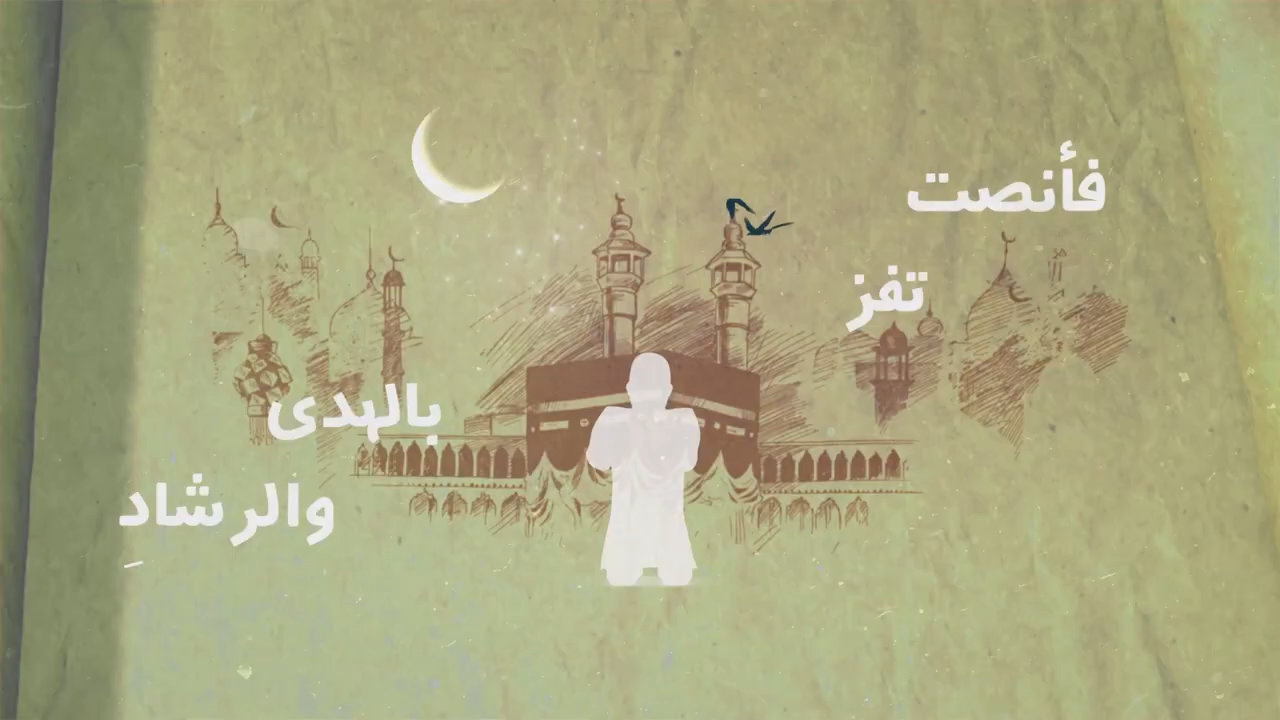 فأنصت
تفز
بالهدى
والرشادِ